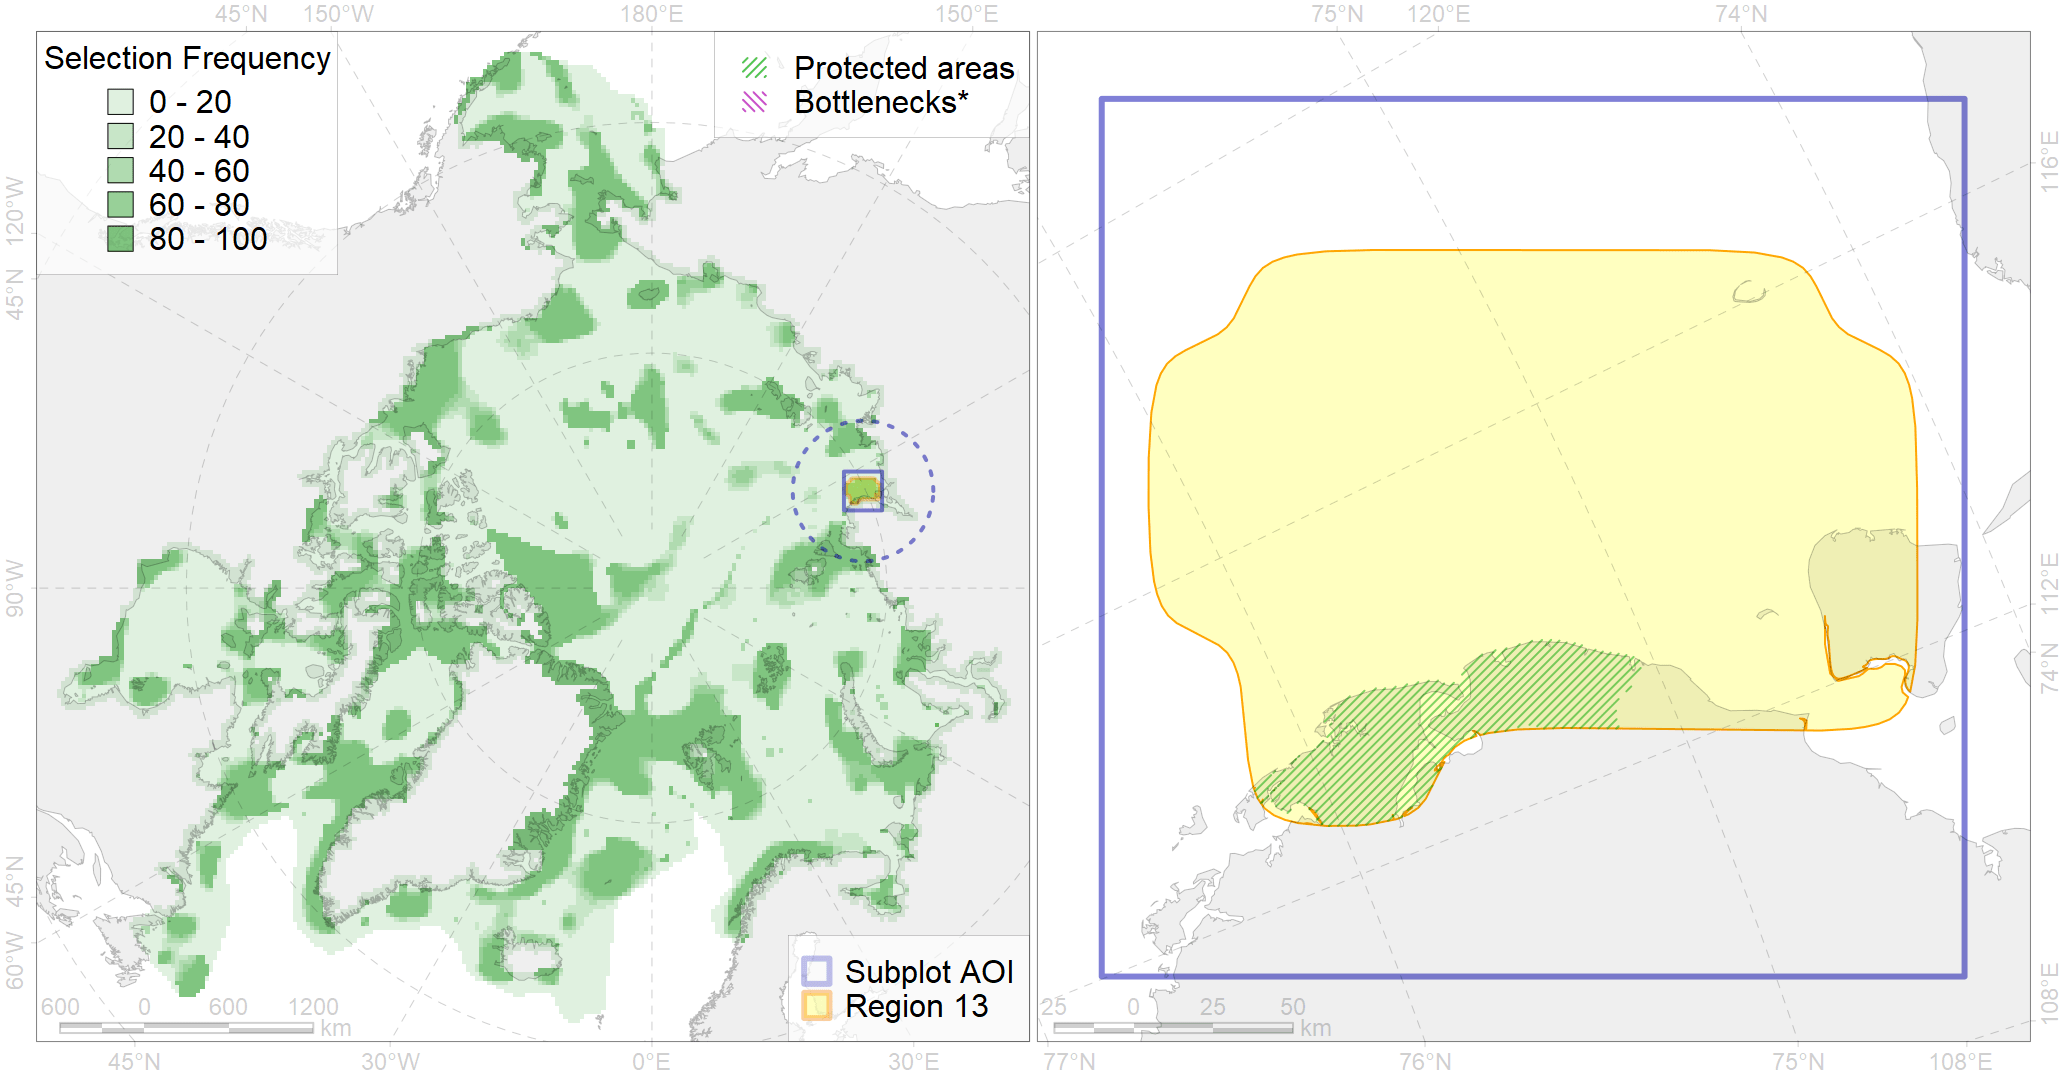 45°N 150°W 180°E 150°E 75°N 120°E 74°N
Selection Frequency
0 - 20
20 - 40
40 - 60
60 - 80
80 - 100
Protected areas
Bottlenecks*
120°W
45°N
90°W
45°N
60°W
116°E
112°E
74°N
108°E
Subplot AOI
Region 13
600 0 600 1200
km
25 0 25 50
km
45°N 30°W 0°E 30°E 77°N 76°N 75°N 108°E